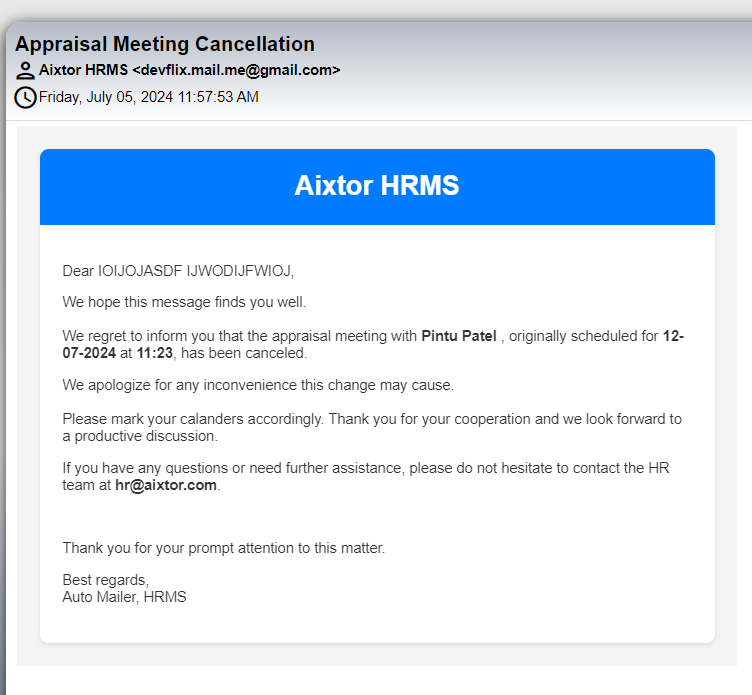 Appraisal Meeting Cancellation
Aixtor HRMS <devflix.mail.me@gmail.com>
Friday, July 05, 2024 11:57:53 AM
Aixtor HRMS
Dear IOIJOJASDF IJWODIJFWIOJ,
We hope this message finds you well.
We regret to inform you that the appraisal meeting with Pintu Patel , originally scheduled for 12-
07-2024 at 11:23, has been canceled.
We apologize for any inconvenience this change may cause.
Please mark your calanders accordingly. Thank you for your cooperation and we look forward to
a productive discussion.
If you have any questions or need further assistance, please do not hesitate to contact the HR
team at hr@aixtor.com.
Thank you for your prompt attention to this matter.
Best regards,
Auto Mailer, HRMS